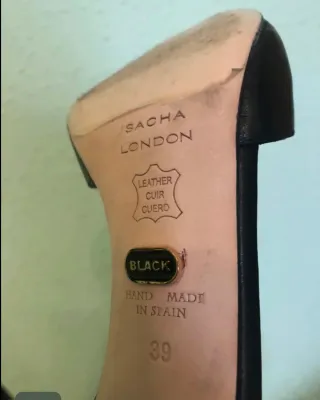 SACHA
LONDON
LEATHER
CUIR
CUERO
BLACK
HAND MADE
IN SPAIN
39